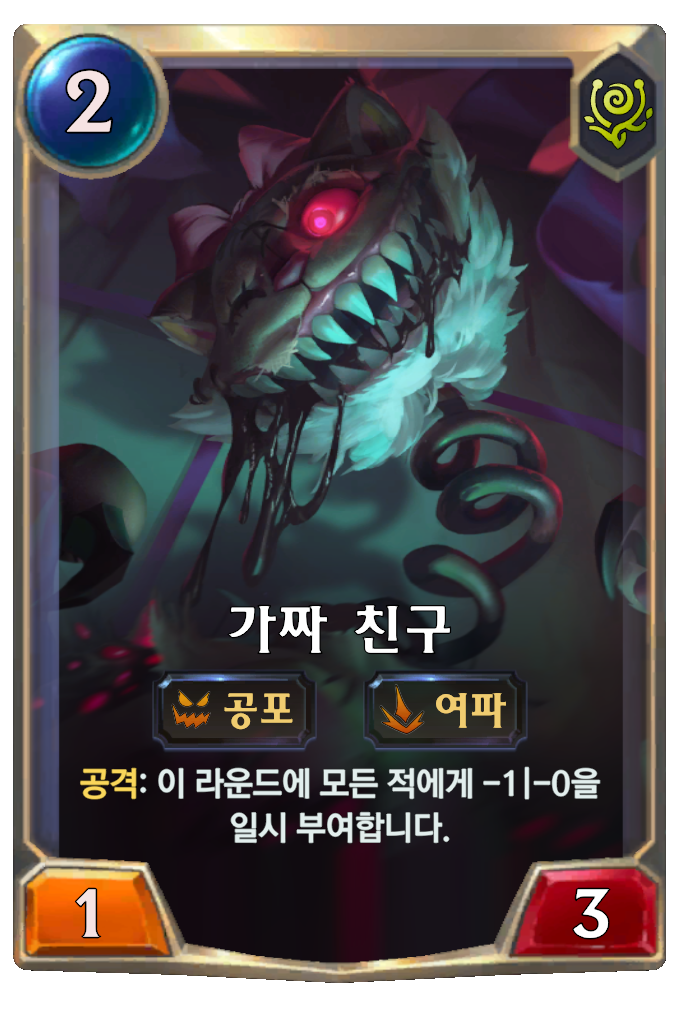 2
가짜 친구
공포 여파
공격: 이 라운드에 모든 적에게 -1|-0을
일시 부여합니다.
1 3